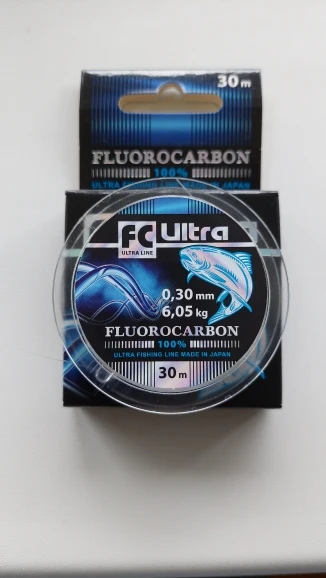 30 m
FLUOROCARBON
100%
ULTRA FISHING LINE MADE IN JAPAN
FC Ultra
ULTRA LINE
0,30 mm
6,05 kg
FLUOROCARBON
100%
ULTRA FISHING LINE MADE IN JAPAN
30 m